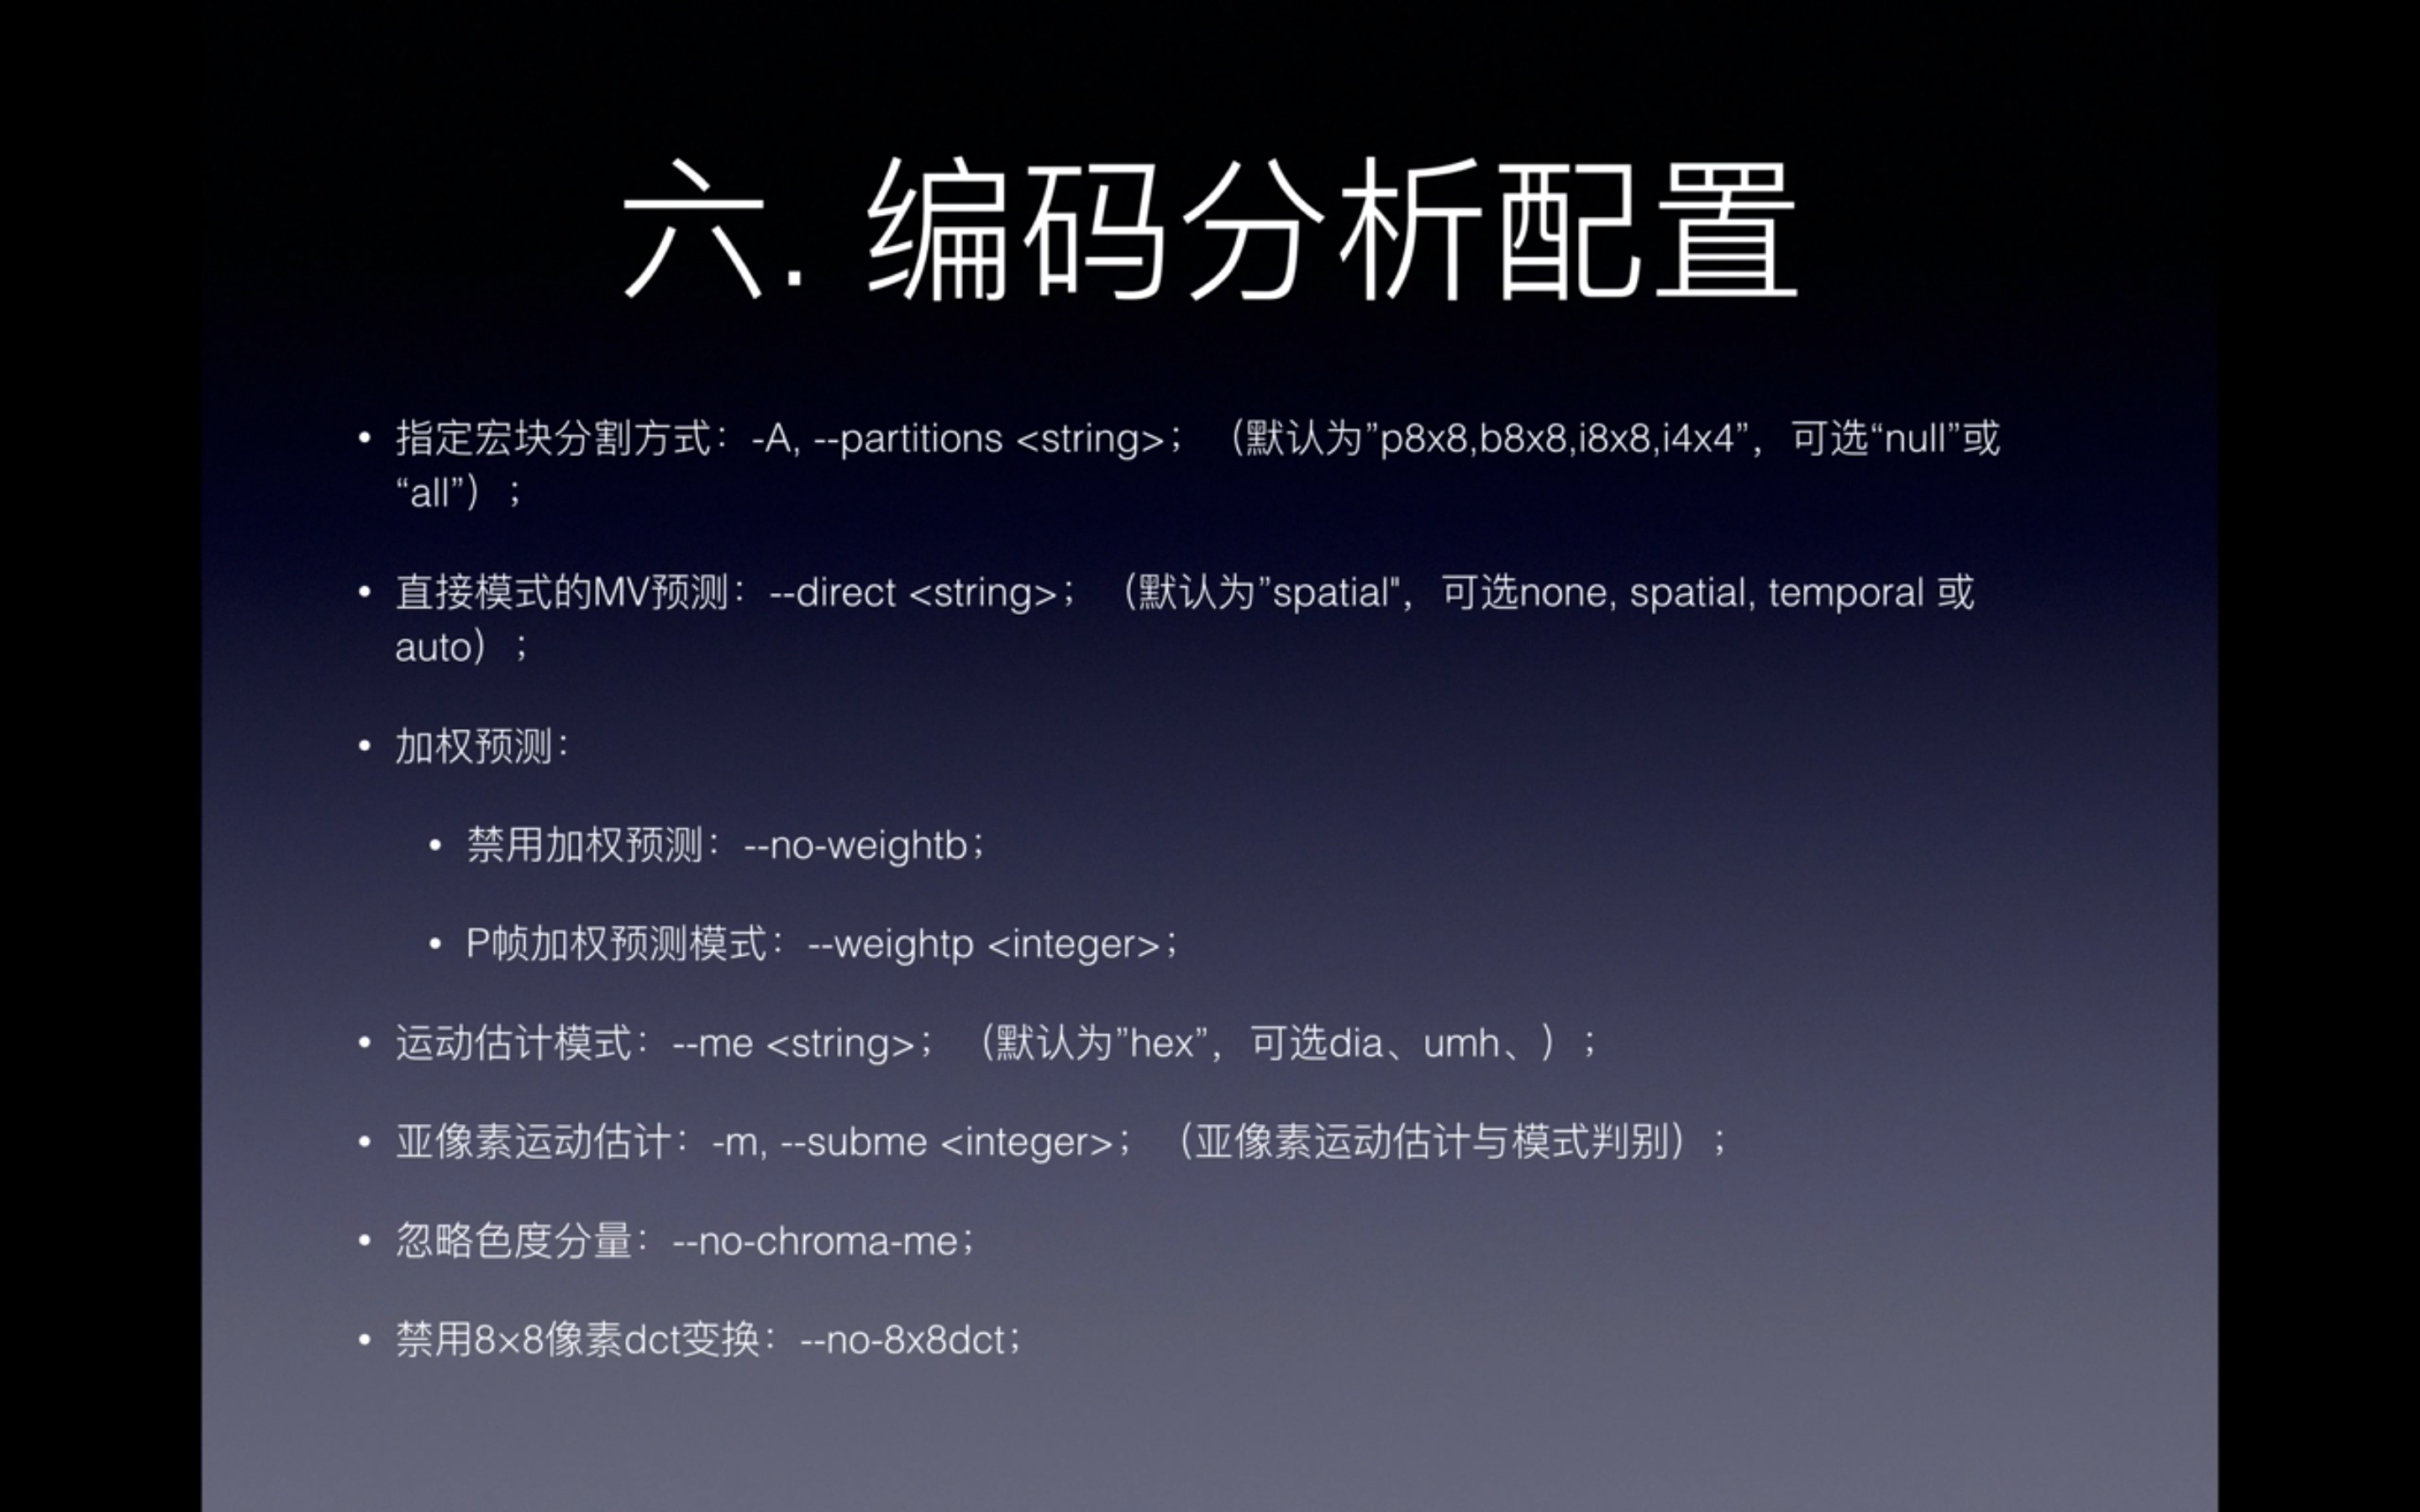 六. 编码分析配置
• 指定宏块分割方式：-A, --partitions <string>；（默认为”p8x8,b8x8,i8x8,i4x4”，可选“null”或
“all”）；
• 直接模式的MV预测：--direct <string>；（默认为”spatial"，可选none, spatial, temporal 或
auto）；
• 加权预测：
• 禁用加权预测：--no-weightb；
• P帧加权预测模式：--weightp <integer>；
• 运动估计模式：--me <string>；（默认为”hex”，可选dia、umh、）；
• 亚像素运动估计：-m, --subme <integer>；（亚像素运动估计与模式判别）；
• 忽略色度分量：--no-chroma-me；
• 禁用8×8像素dct变换：--no-8x8dct；